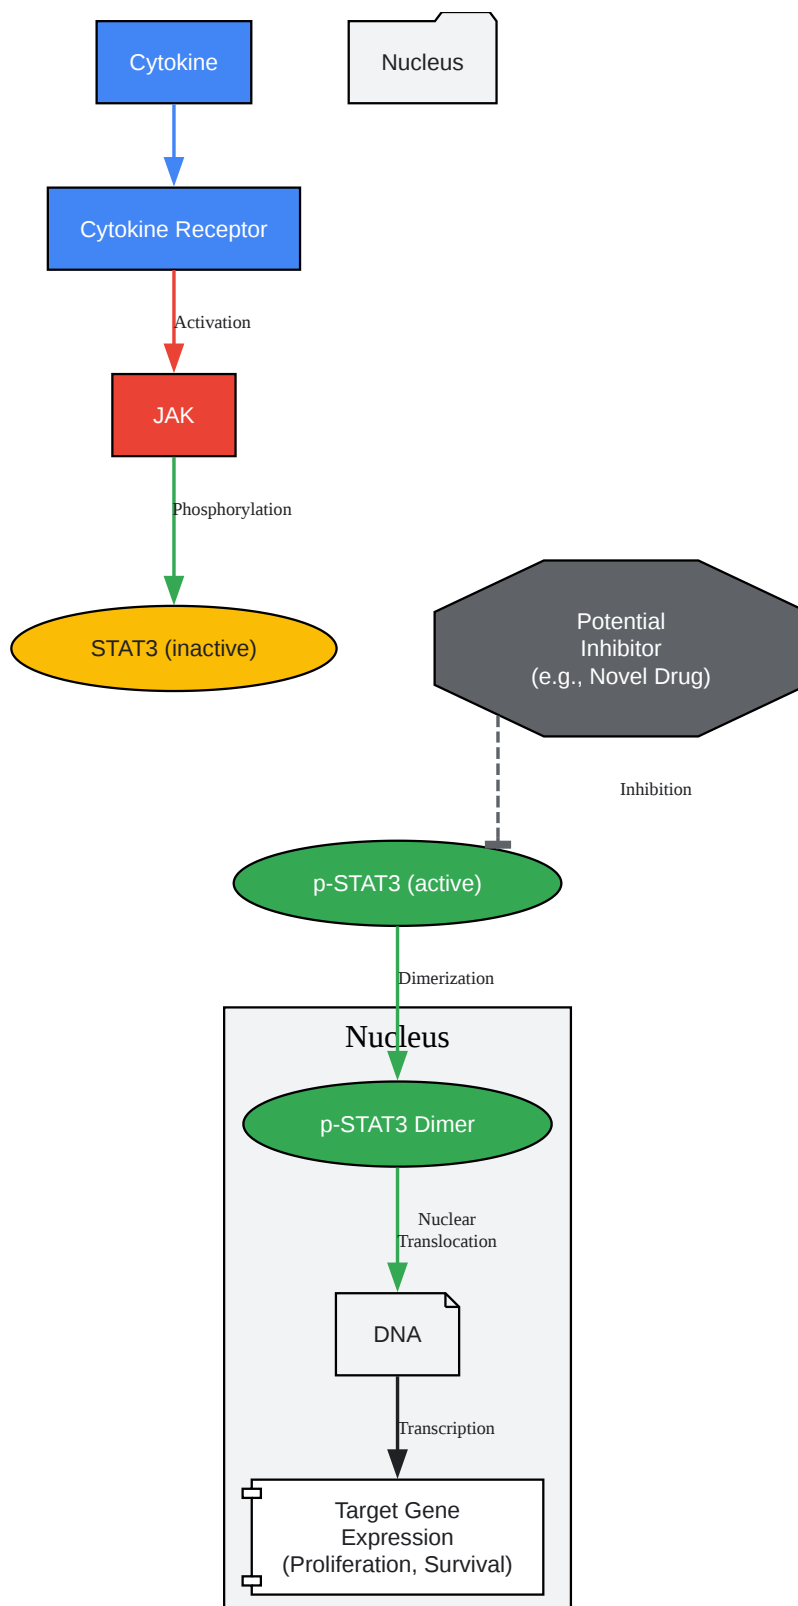 Cytokine
Nucleus
Cytokine Receptor
Activation
JAK
Phosphorylation
STAT3 (inactive)
Potential
Inhibitor
(e.g., Novel Drug)
Inhibition
p-STAT3 (active)
Dimerization
Nucleus
p-STAT3 Dimer
Nuclear
Translocation
DNA
Transcription
Target Gene
Expression
(Proliferation, Survival)